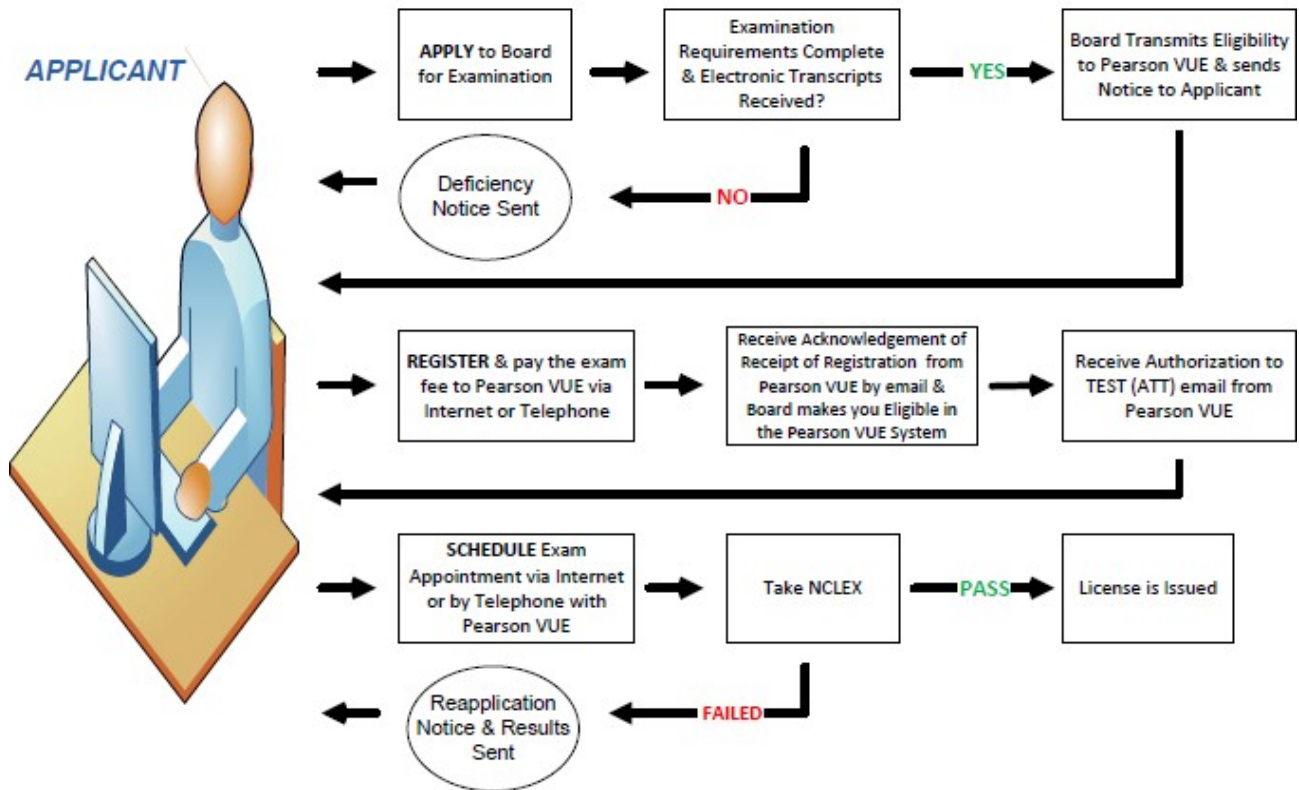 APPLICANT
APPLY to Board
for Examination
Examination
Requirements Complete
& Electronic Transcripts
Received?
YES
Board Transmits Eligibility
to Pearson VUE & sends
Notice to Applicant
Deficiency
Notice Sent
NO
REGISTER & pay the exam
fee to Pearson VUE via
Internet or Telephone
Receive Acknowledgement of
Receipt of Registration from
Pearson VUE by email &
Board makes you Eligible in
the Pearson VUE System
Receive Authorization to
TEST (ATT) email from
Pearson VUE
SCHEDULE Exam
Appointment via Internet
or by Telephone with
Pearson VUE
Take NCLEX
PASS
License is Issued
Reapplication
Notice & Results
Sent
FAILED